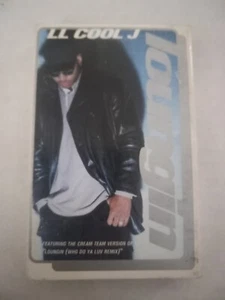 LL COOL J
loungin
FEATURING THE CREAM TEAM VERSION OF
"LOUNGIN (WHO DO YA LUV REMIX)"